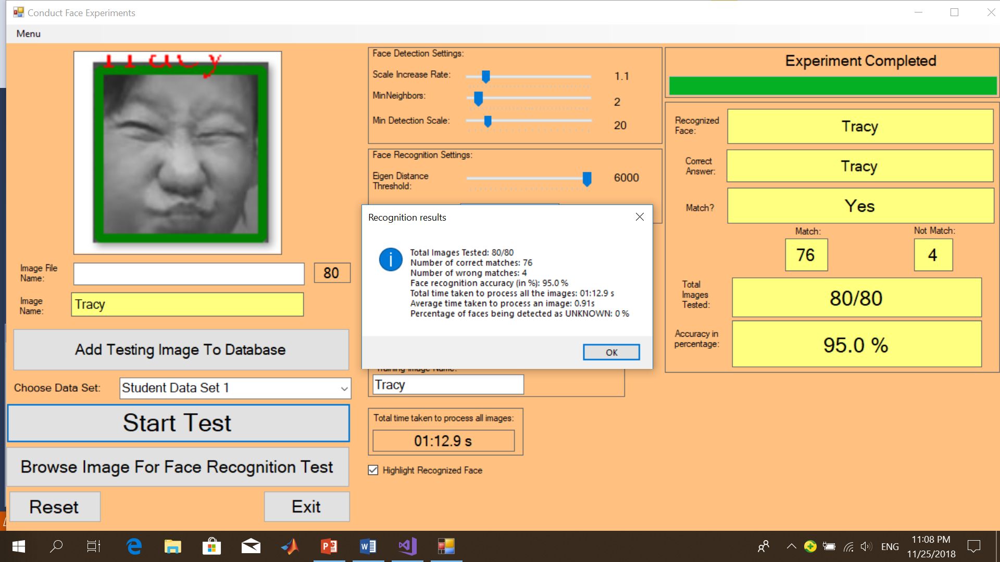 Conduct Face Experiments
Menu
Tracy
Image File
Name:
80
Image
Name:
Tracy
Add Testing Image To Database
Choose Data Set:
Student Data Set 1
Start Test
Browse Image For Face Recognition Test
Reset
Exit
Face Detection Settings:
Scale Increase Rate:
1.1
MinNeighbors:
2
Min Detection Scale:
20
Face Recognition Settings:
Eigen Distance
Threshold:
6000
Recognition results
Total Images Tested: 80/80
Number of correct matches: 76
Number of wrong matches: 4
Face recognition accuracy (in %): 95.0 %
Total time taken to process all the images: 01:12.9 s
Average time taken to process an image: 0.91s
Percentage of faces being detected as UNKNOWN: 0 %
OK
Training Image Name:
Tracy
Total time taken to process all images:
01:12.9 s
Highlight Recognized Face
Experiment Completed
Recognized
Face:
Tracy
Correct
Answer:
Tracy
Match?
Yes
Match:
Not Match:
76
4
Total
Images
Tested:
80/80
Accuracy in
percentage:
95.0 %
ENG
11:08 PM
11/25/2018